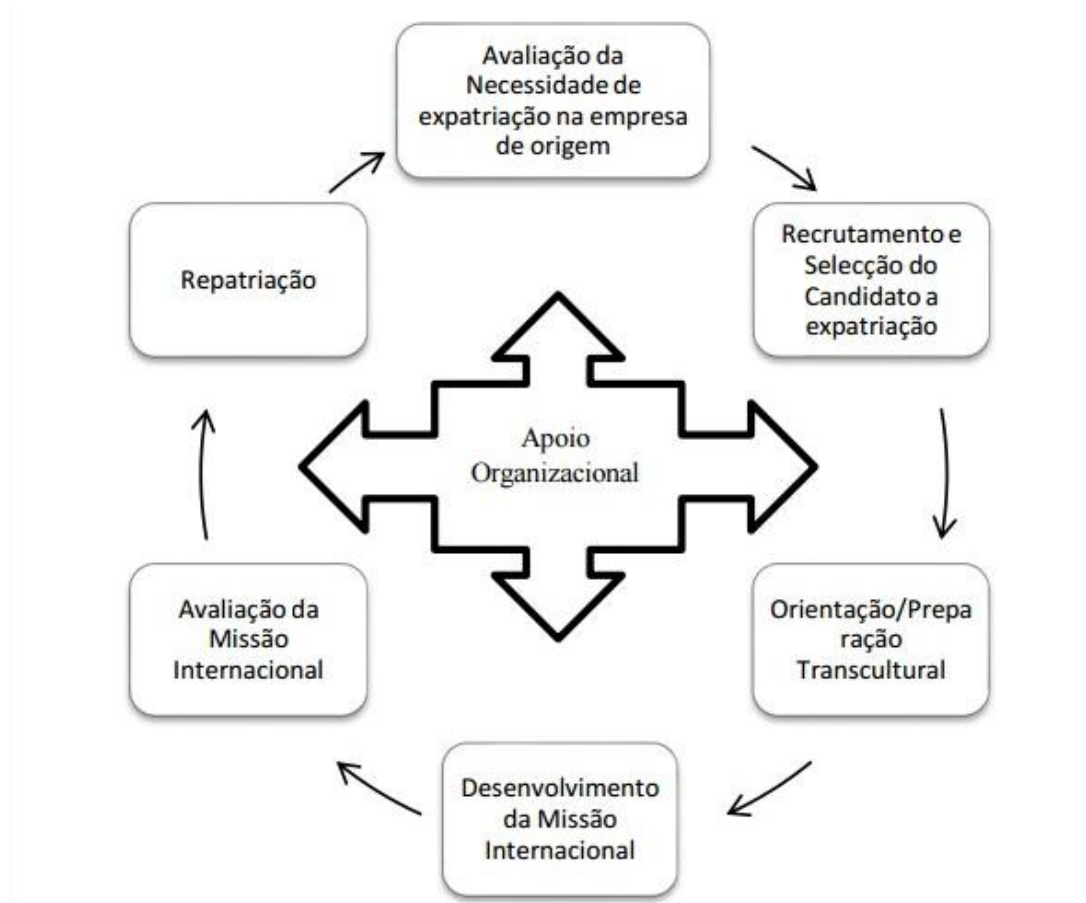 Avaliação da
Necessidade de
expatriação na empresa
de origem
Recrutamento e
Selecção do
Candidato a
expatriação
Orientação/Prepa
ração
Transcultural
Desenvolvimento
da Missão
Internacional
Avaliação da
Missão
Internacional
Repatriação
Apoio
Organizacional